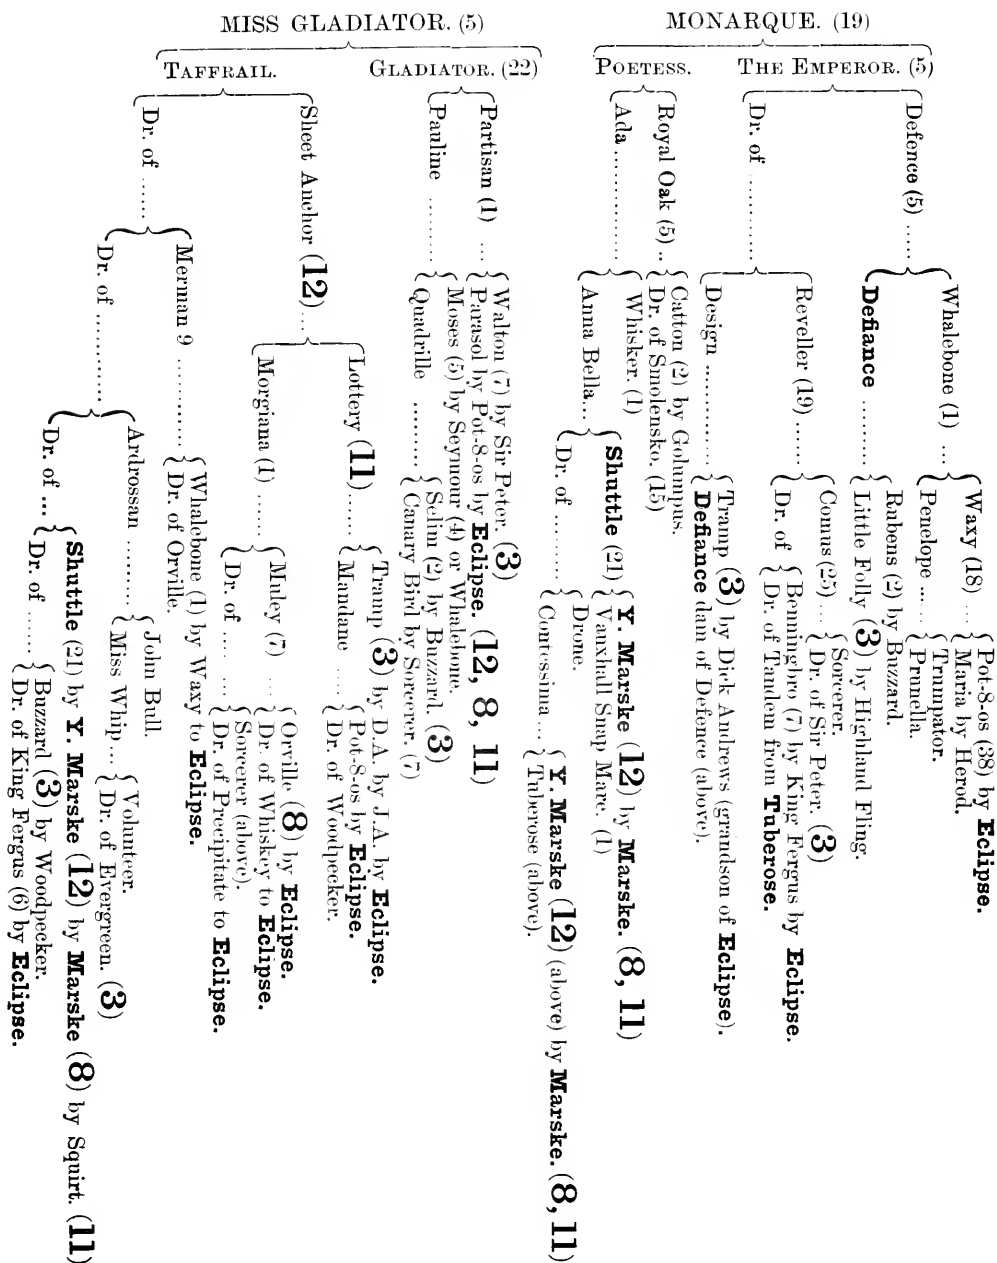 MISS GLADIATOR. (5)
MONARQUE. (19)
TAFFRAIL.
GLADIATOR. (22)
POETESS.
THE EMPEROR. (5)
Defence (5) ......
Dr. of ............
Whalebone (1) ...
Defiance .........
Waxy (18) ...
Penelope .....
Pot-8-os (38) by Eclipse.
Maria by Herod.
Trumpator.
Prunella.
Rubens (2) by Buzzard.
Little Folly (3) by Highland Fling.
Reveller (19) ......
Design ............
Comus (25) ...
Dr. of
Sorcerer.
Dr. of Sir Peter. (3)
Benningbro (7) by King Fergus by Eclipse.
Dr. of Tandem from Tuberose.
Tramp (3) by Dick Andrews (grandson of Eclipse).
Defiance dam of Defence (above).
Royal Oak (5) ..
Ada ............
Catton (2) by Golumpus.
Dr. of Smolensko. (15)
Whisker. (1)
Anna Bella...
Shuttle (21)
Dr. of .........
Y. Marske (12) by Marske. (8, 11)
Vauxhall Snap Mare. (1)
Drone.
Contessina ...
Y. Marske (12) (above) by Marske. (8, 11)
Tuberose (above).
Partisan (1) ...
Pauline ........
Walton (7) by Sir Peter. (3)
Parasol by Pot-8-os by Eclipse. (12, 8, 11)
Moses (5) by Seymour (4) or Whalebone.
Quadrille .........
Selim (2) by Buzzard. (3)
Canary Bird by Sorcerer. (7)
Sheet Anchor (12)...
Dr. of ......
Lottery (11)......
Morgiana (1) ......
Tramp (3) by D.A. by J.A. by Eclipse.
Mandane .....
Pot-8-os by Eclipse.
Dr. of Woodpecker.
Muley (7) ...
Dr. of .....
Orville (8) by Eclipse.
Dr. of Whiskey to Eclipse.
Sorcerer (above).
Dr. of Precipitate to Eclipse.
Merman 9 .........
Dr. of ............
Whalebone (1) by Waxy to Eclipse.
Dr. of Orville.
Ardrossan .........
Dr. of ...
John Bull.
Miss Whip...
Volunteer.
Dr. of Evergreen. (3)
Shuttle (21) by Y. Marske (12) by Marske (8) by Squirt. (11)
Dr. of ......
Buzzard (3) by Woodpecker.
Dr. of King Fergus (6) by Eclipse.